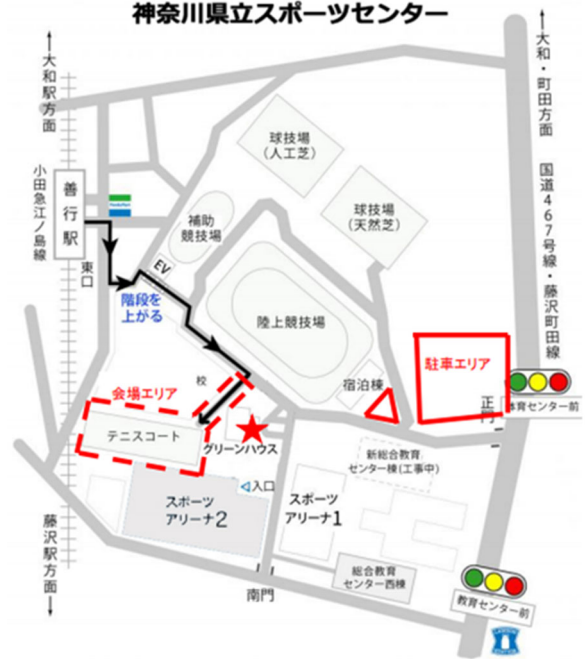 神奈川県立スポーツセンター
大和駅方面
大和・町田方面
国道467号線・藤沢町田線
小田急江ノ島線
善行駅
東口
FamilyMart
球技場
(人工芝)
球技場
(天然芝)
補助
競技場
EV
階段を
上がる
陸上競技場
宿泊棟
駐車エリア
正門
体育センター前
会場エリア
校
テニスコート
グリーンハウス
新総合教育
センター棟(工事中)
入口
スポーツ
アリーナ2
スポーツ
アリーナ1
総合教育
センター西棟
南門
藤沢駅方面
教育センター前